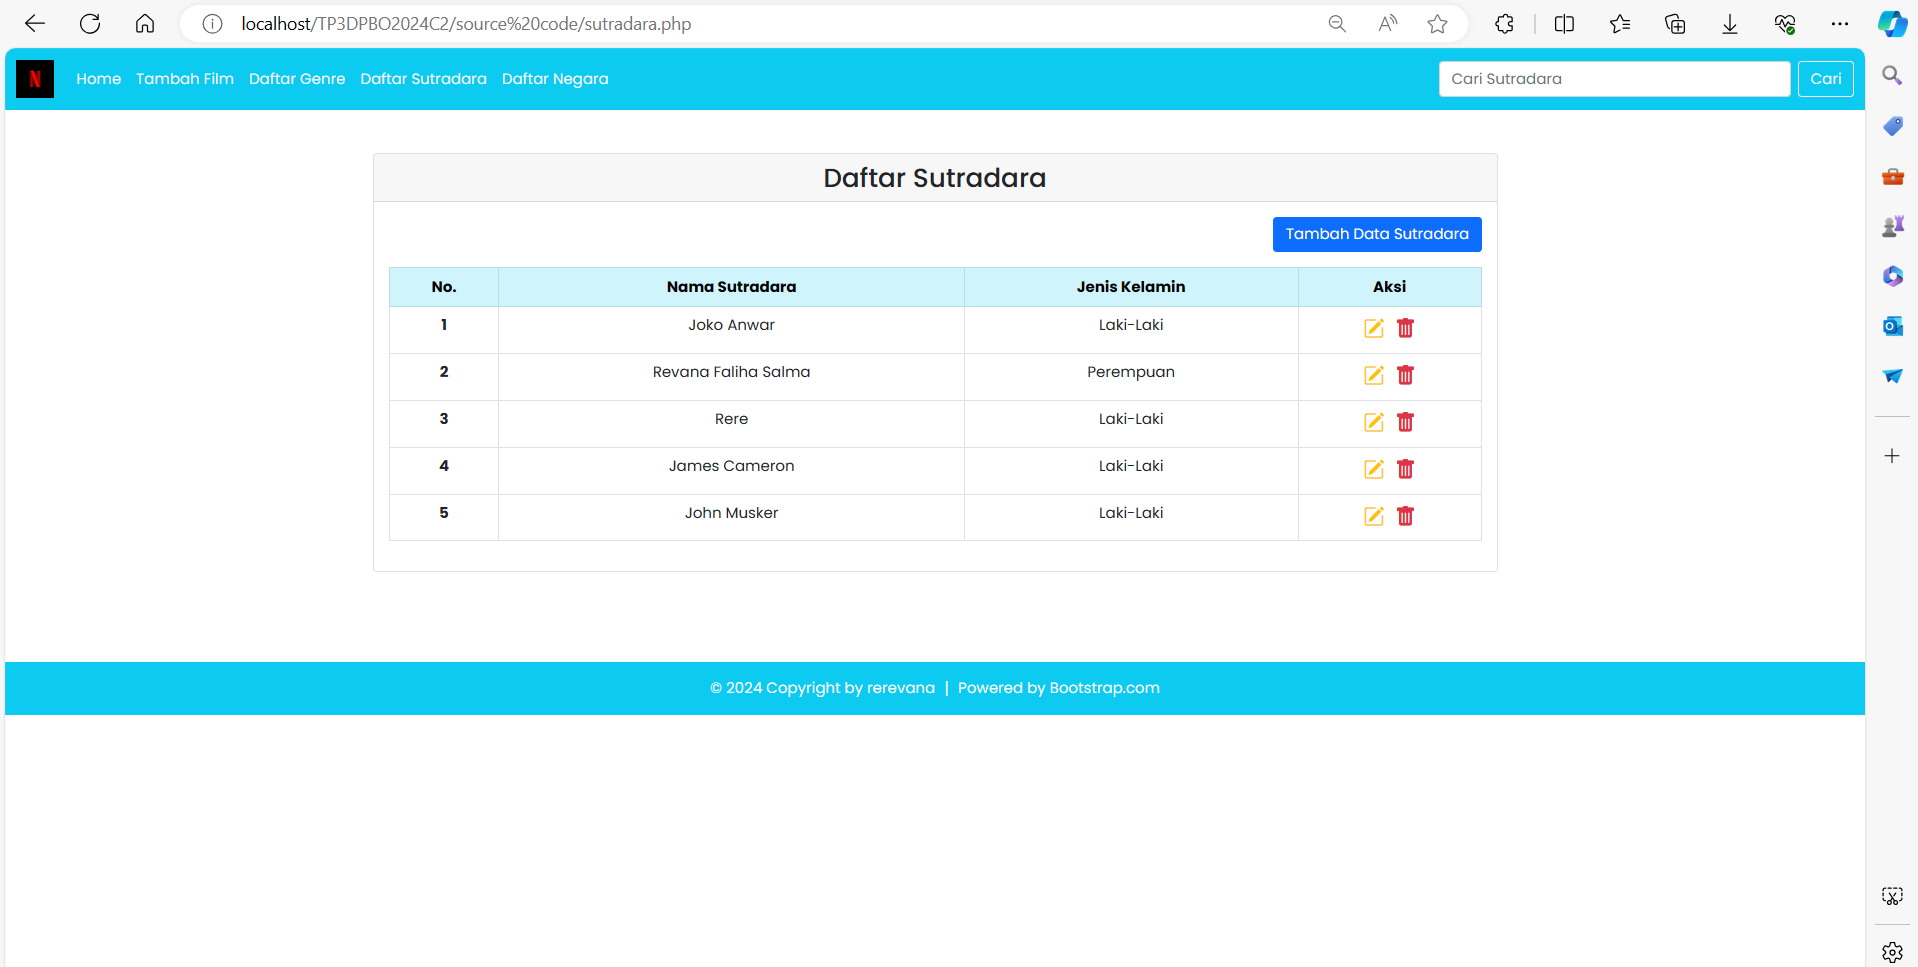 localhost/TP3DPBO2024C2/source%20code/sutradara.php
N Home Tambah Film Daftar Genre Daftar Sutradara Daftar Negara Cari Sutradara Cari
Daftar Sutradara
Tambah Data Sutradara
No. Nama Sutradara Jenis Kelamin Aksi
1 Joko Anwar Laki-Laki
2 Revana Faliha Salma Perempuan
3 Rere Laki-Laki
4 James Cameron Laki-Laki
5 John Musker Laki-Laki
© 2024 Copyright by rerevana | Powered by Bootstrap.com